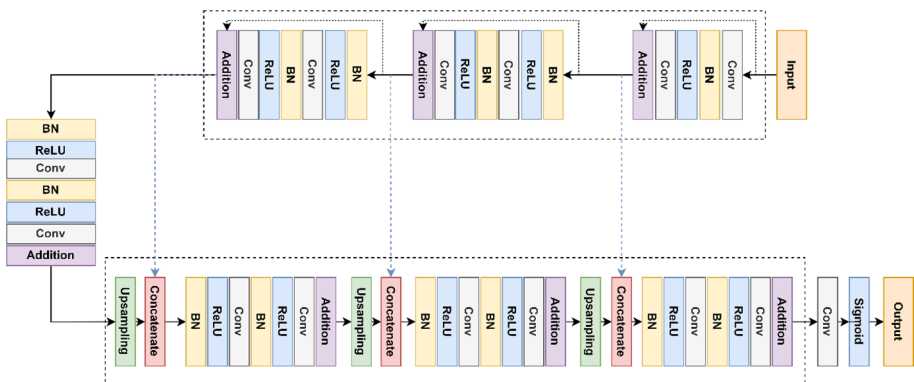 Addition
Conv
ReLU
BN
Conv
ReLU
BN
Addition
Conv
ReLU
BN
Conv
ReLU
BN
Addition
Conv
ReLU
BN
Conv
Input
BN
ReLU
Conv
BN
ReLU
Conv
Addition
Upsampling
Concatenate
BN
ReLU
Conv
BN
ReLU
Conv
Addition
Upsampling
Concatenate
BN
ReLU
Conv
BN
ReLU
Conv
Addition
Upsampling
Concatenate
BN
ReLU
Conv
BN
ReLU
Conv
Addition
Conv
Sigmoid
Output